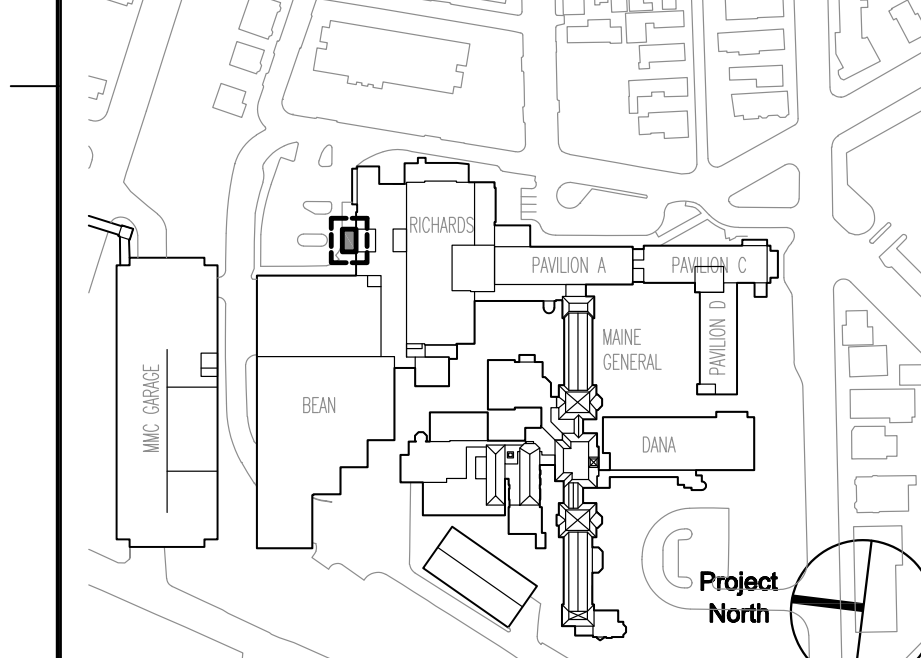 RICHARDS
PAVILION A
PAVILION C
PAVILION D
MAINE
GENERAL
MMC GARAGE
BEAN
DANA
Project
North